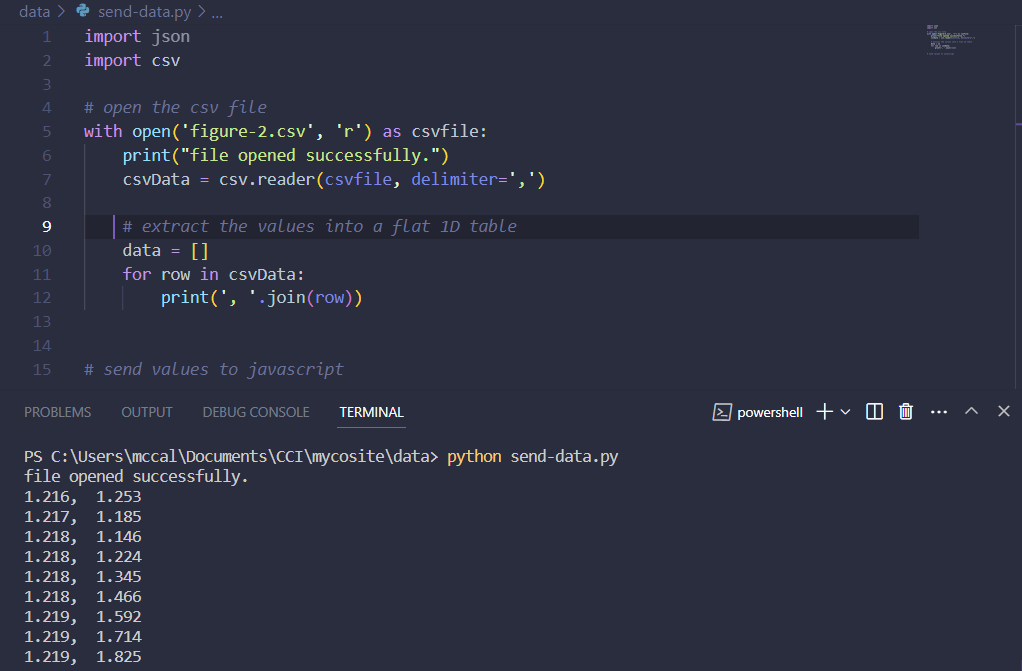 data > send-data.py > ...
1 import json
2 import csv
3
4 # open the csv file
5 with open('figure-2.csv', 'r') as csvfile:
6 print("file opened successfully.")
7 csvData = csv.reader(csvfile, delimiter=',')
8
9 # extract the values into a flat 1D table
10 data = []
11 for row in csvData:
12 print(', '.join(row))
13
14
15 # send values to javascript
PROBLEMS OUTPUT DEBUG CONSOLE TERMINAL powershell
PS C:\Users\mccal\Documents\CCI\mycosite\data> python send-data.py
file opened successfully.
1.216,  1.253
1.217,  1.185
1.218,  1.146
1.218,  1.224
1.218,  1.345
1.218,  1.466
1.219,  1.592
1.219,  1.714
1.219,  1.825